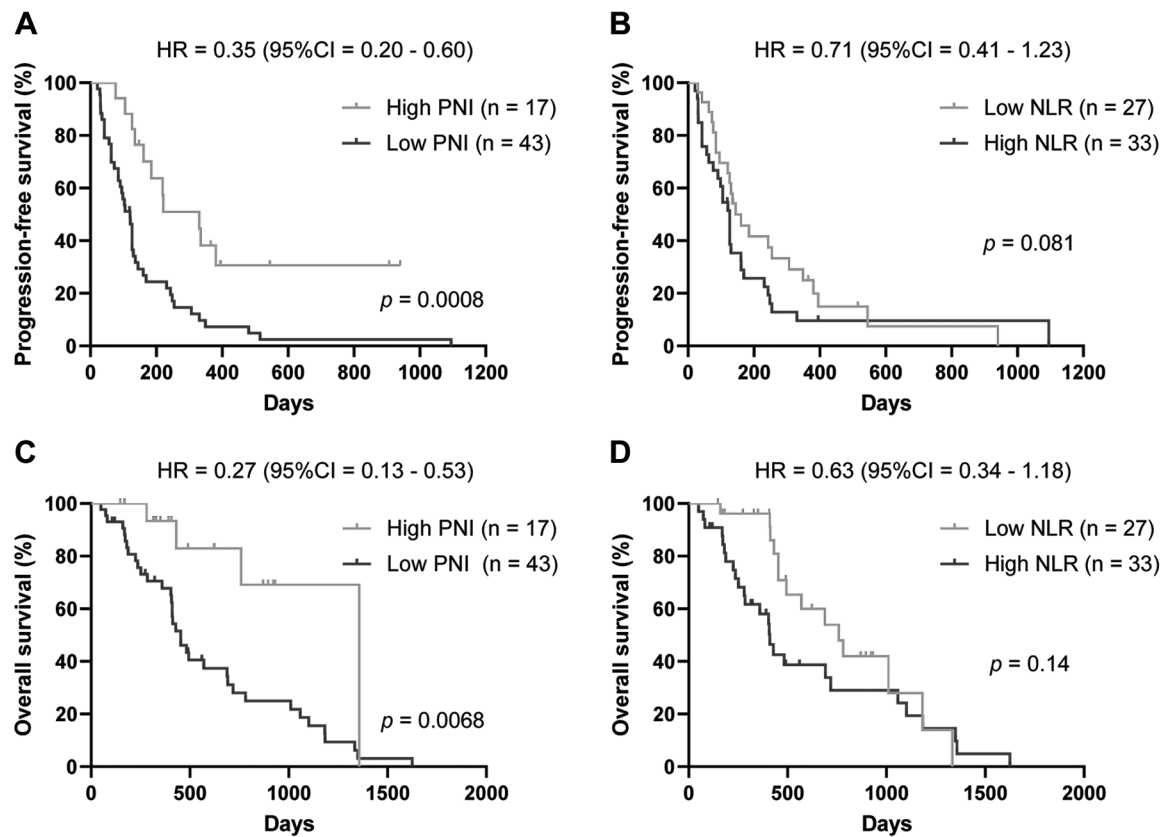 A
HR = 0.35 (95%CI = 0.20 - 0.60)
Progression-free survival (%)
100
80
60
40
20
0
High PNI (n = 17)
Low PNI (n = 43)
p = 0.0008
0 200 400 600 800 1000 1200
Days
B
HR = 0.71 (95%CI = 0.41 - 1.23)
Progression-free survival (%)
100
80
60
40
20
0
Low NLR (n = 27)
High NLR (n = 33)
p = 0.081
0 200 400 600 800 1000 1200
Days
C
HR = 0.27 (95%CI = 0.13 - 0.53)
Overall survival (%)
100
80
60
40
20
0
High PNI (n = 17)
Low PNI (n = 43)
p = 0.0068
0 500 1000 1500 2000
Days
D
HR = 0.63 (95%CI = 0.34 - 1.18)
Overall survival (%)
100
80
60
40
20
0
Low NLR (n = 27)
High NLR (n = 33)
p = 0.14
0 500 1000 1500 2000
Days